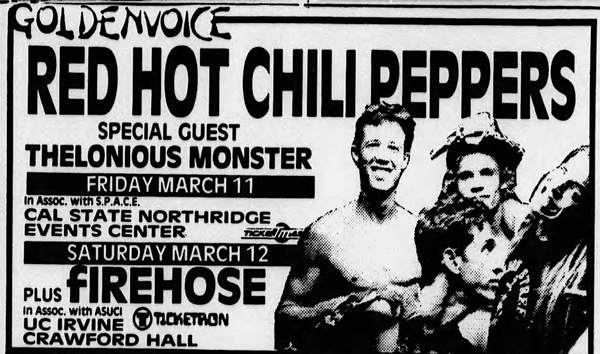 GOLDENVOICE
RED HOT CHILI PEPPERS
SPECIAL GUEST
THELONIOUS MONSTER
FRIDAY MARCH 11
In Assoc. with S.P.A.C.E.
CAL STATE NORTHRIDGE
EVENTS CENTER
SATURDAY MARCH 12
PLUS fIREHOSE
In Assoc. with ASUCI
UC IRVINE TICKETRON
CRAWFORD HALL
STAFF